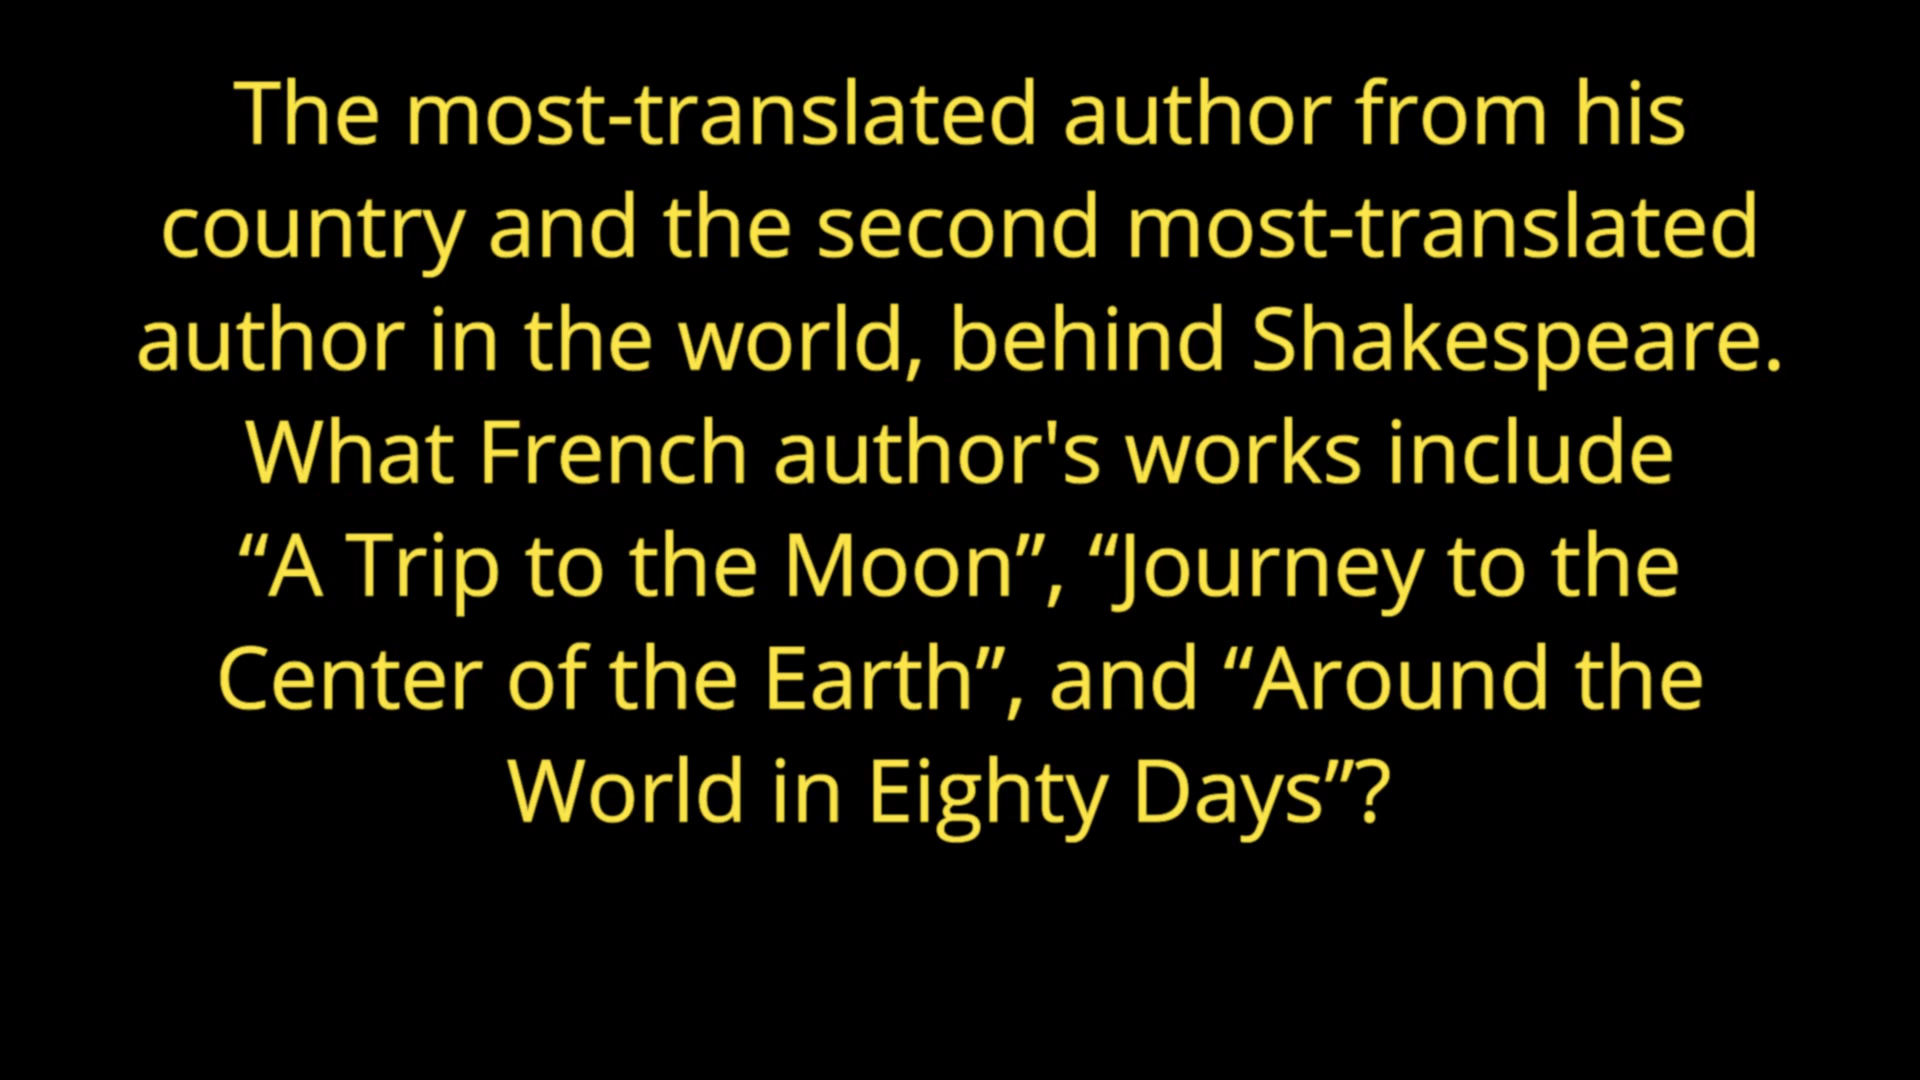 The most-translated author from his
country and the second most-translated
author in the world, behind Shakespeare.
What French author's works include
“A Trip to the Moon”, “Journey to the
Center of the Earth”, and “Around the
World in Eighty Days”?